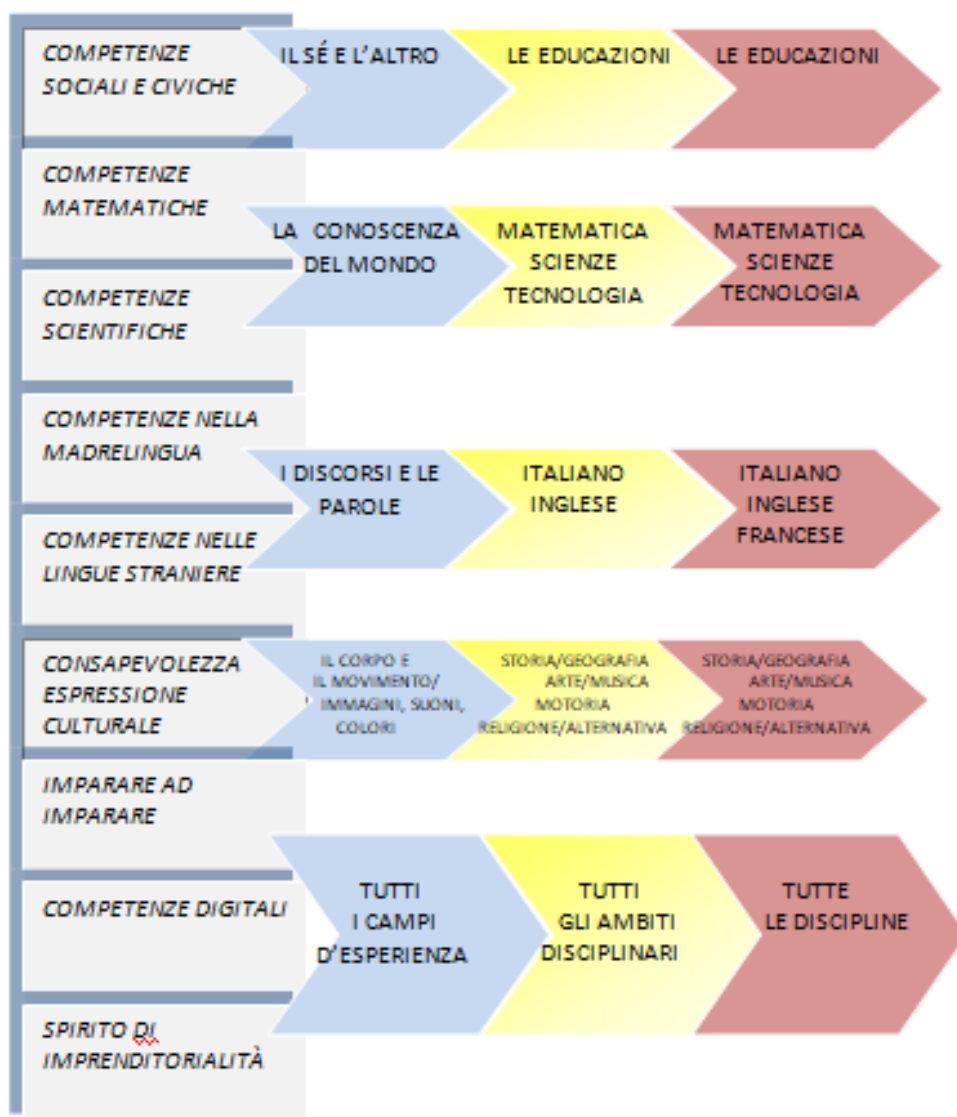 COMPETENZE
SOCIALI E CIVICHE
IL SÉ E L'ALTRO
LE EDUCAZIONI
LE EDUCAZIONI
COMPETENZE
MATEMATICHE
LA CONOSCENZA
DEL MONDO
MATEMATICA
SCIENZE
TECNOLOGIA
MATEMATICA
SCIENZE
TECNOLOGIA
COMPETENZE
SCIENTIFICHE
COMPETENZE NELLA
MADRELINGUA
I DISCORSI E LE
PAROLE
ITALIANO
INGLESE
ITALIANO
INGLESE
FRANCESE
COMPETENZE NELLE
LINGUE STRANIERE
CONSAPEVOLEZZA
ESPRESSIONE
CULTURALE
IL CORPO E
IL MOVIMENTO/
IMMAGINI, SUONI,
COLORI
STORIA/GEOGRAFIA
ARTE/MUSICA
MOTORIA
RELIGIONE/ALTERNATIVA
STORIA/GEOGRAFIA
ARTE/MUSICA
MOTORIA
RELIGIONE/ALTERNATIVA
IMPARARE AD
IMPARARE
COMPETENZE DIGITALI
TUTTI
I CAMPI
D'ESPERIENZA
TUTTI
GLI AMBITI
DISCIPLINARI
TUTTE
LE DISCIPLINE
SPIRITO DI
IMPRENDITORIALITÀ